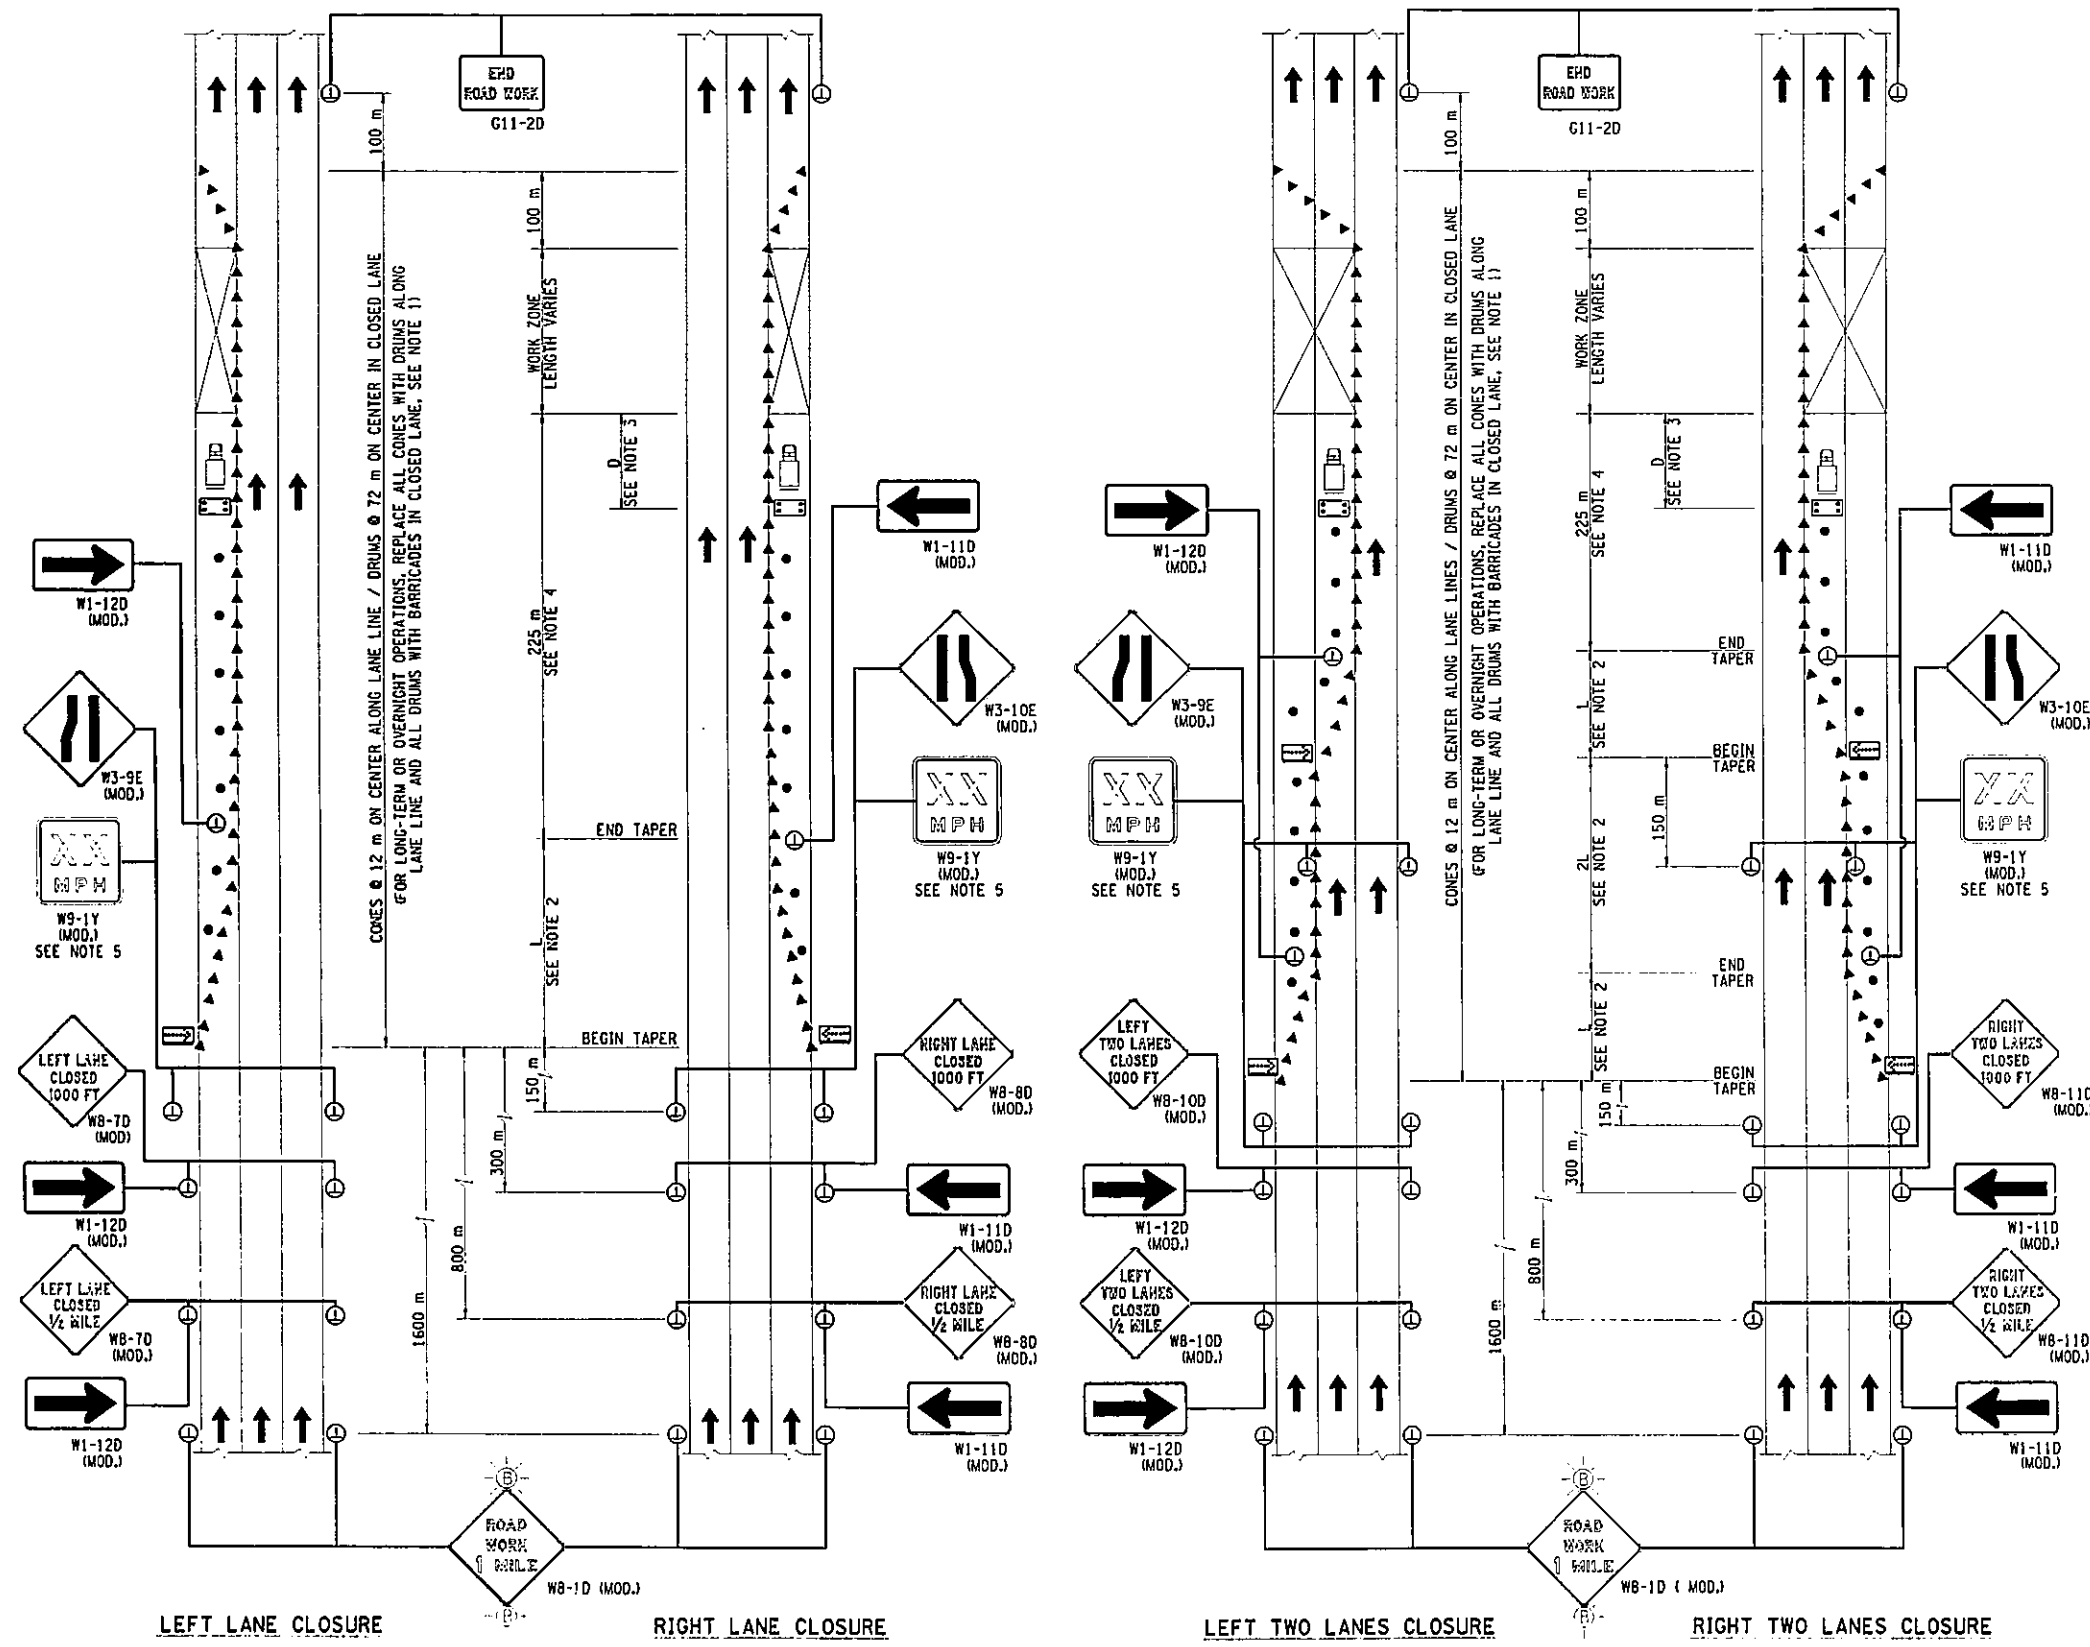 END
ROAD WORK
G11-2D
100 m
100 m
WORK ZONE
LENGTH VARIES
CONES @ 12 m ON CENTER ALONG LANE LINE / DRUMS @ 72 m ON CENTER IN CLOSED LANE
(FOR LONG-TERM OR OVERNIGHT OPERATIONS, REPLACE ALL CONES WITH DRUMS ALONG
LANE LINE AND ALL DRUMS WITH BARRICADES IN CLOSED LANE, SEE NOTE 1)
D
SEE NOTE 3
225 m
SEE NOTE 4
W1-12D
(MOD.)
W3-9E
(MOD.)
XX
MPH
W9-1Y
(MOD.)
SEE NOTE 5
W1-11D
(MOD.)
W3-10E
(MOD.)
XX
MPH
W9-1Y
(MOD.)
SEE NOTE 5
END TAPER
L
SEE NOTE 2
BEGIN TAPER
150 m
300 m
800 m
1600 m
LEFT LANE
CLOSED
1000 FT
W8-7D
(MOD)
W1-12D
(MOD.)
LEFT LANE
CLOSED
1/2 MILE
W8-7D
(MOD.)
W1-12D
(MOD.)
RIGHT LANE
CLOSED
1000 FT
W8-8D
(MOD.)
W1-11D
(MOD.)
RIGHT LANE
CLOSED
1/2 MILE
W8-8D
(MOD.)
W1-11D
(MOD.)
B
ROAD
WORK
1 MILE
W8-1D (MOD.)
B
LEFT LANE CLOSURE
RIGHT LANE CLOSURE
END
ROAD WORK
G11-2D
100 m
100 m
WORK ZONE
LENGTH VARIES
CONES @ 12 m ON CENTER ALONG LANE LINES / DRUMS @ 72 m ON CENTER IN CLOSED LANE
(FOR LONG-TERM OR OVERNIGHT OPERATIONS, REPLACE ALL CONES WITH DRUMS ALONG
LANE LINE AND ALL DRUMS WITH BARRICADES IN CLOSED LANE, SEE NOTE 1)
D
SEE NOTE 3
225 m
SEE NOTE 4
W1-12D
(MOD.)
W3-9E
(MOD.)
XX
MPH
W9-1Y
(MOD.)
SEE NOTE 5
W1-11D
(MOD.)
W3-10E
(MOD.)
XX
MPH
W9-1Y
(MOD.)
SEE NOTE 5
END
TAPER
L
SEE NOTE 2
BEGIN
TAPER
150 m
2L
SEE NOTE 2
END
TAPER
L
SEE NOTE 2
BEGIN
TAPER
150 m
300 m
800 m
1600 m
LEFT
TWO LANES
CLOSED
1000 FT
W8-10D
(MOD.)
W1-12D
(MOD.)
LEFT
TWO LANES
CLOSED
1/2 MILE
W8-10D
(MOD.)
W1-12D
(MOD.)
RIGHT
TWO LANES
CLOSED
1000 FT
W8-11D
(MOD.)
W1-11D
(MOD.)
RIGHT
TWO LANES
CLOSED
1/2 MILE
W8-11D
(MOD.)
W1-11D
(MOD.)
B
ROAD
WORK
1 MILE
W8-1D ( MOD.)
B
LEFT TWO LANES CLOSURE
RIGHT TWO LANES CLOSURE